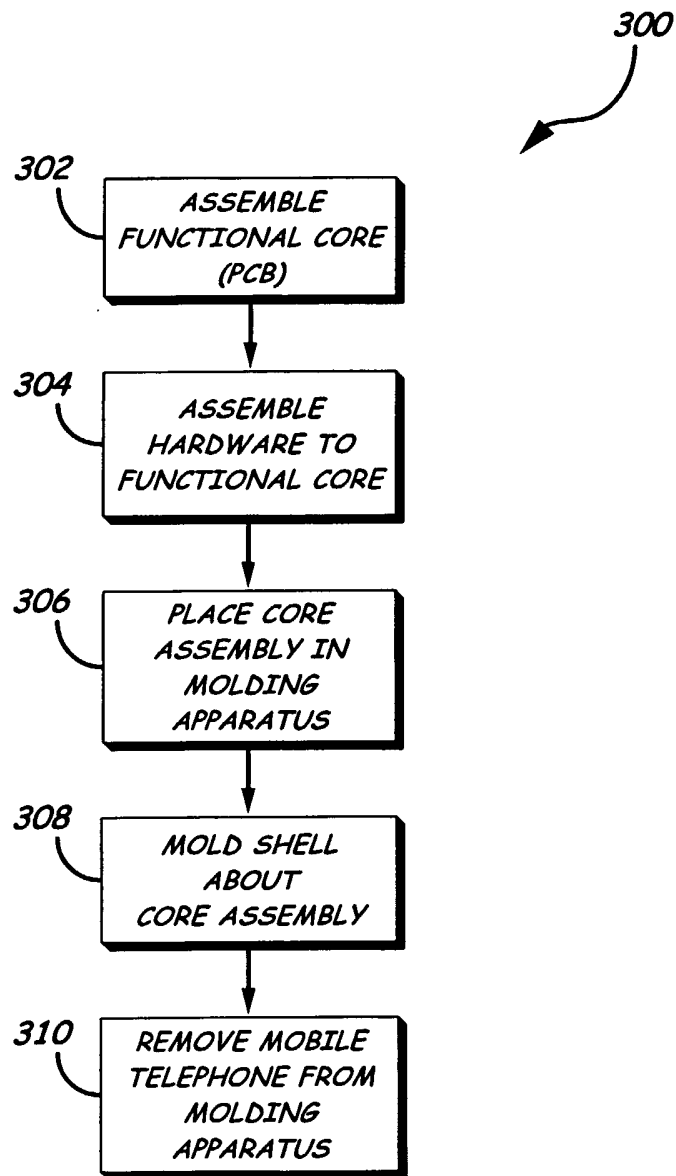 300
302
ASSEMBLE
FUNCTIONAL CORE
(PCB)
304
ASSEMBLE
HARDWARE TO
FUNCTIONAL CORE
306
PLACE CORE
ASSEMBLY IN
MOLDING
APPARATUS
308
MOLD SHELL
ABOUT
CORE ASSEMBLY
310
REMOVE MOBILE
TELEPHONE FROM
MOLDING
APPARATUS